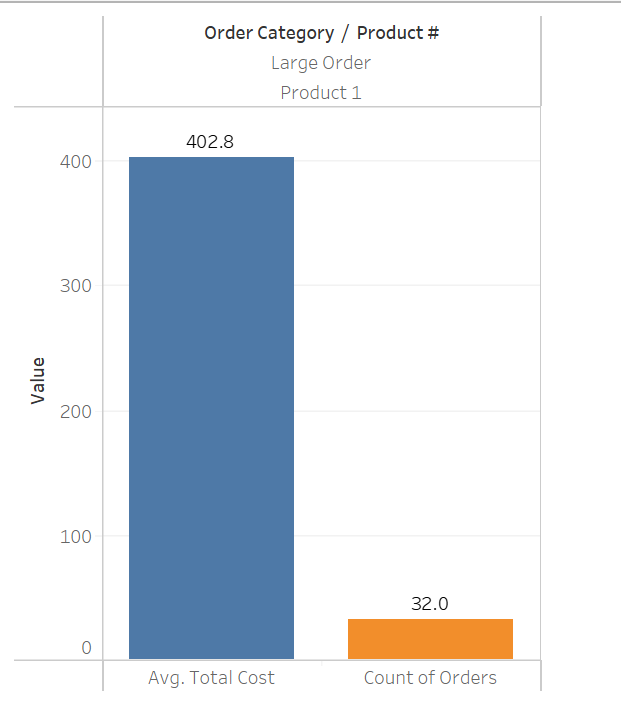 Order Category / Product #
Large Order
Product 1
402.8
400
300
Value
200
100
32.0
0
Avg. Total Cost
Count of Orders